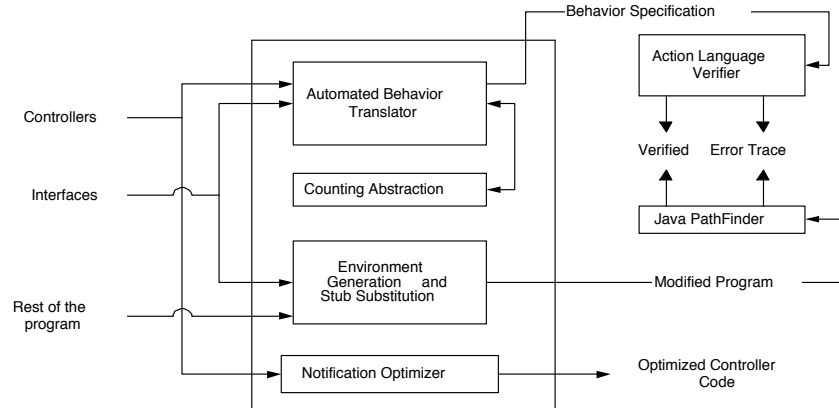 Behavior Specification
Action Language
Verifier
Automated Behavior
Translator
Controllers
Verified
Error Trace
Interfaces
Counting Abstraction
Java PathFinder
Environment
Generation and
Stub Substitution
Modified Program
Rest of the
program
Notification Optimizer
Optimized Controller
Code